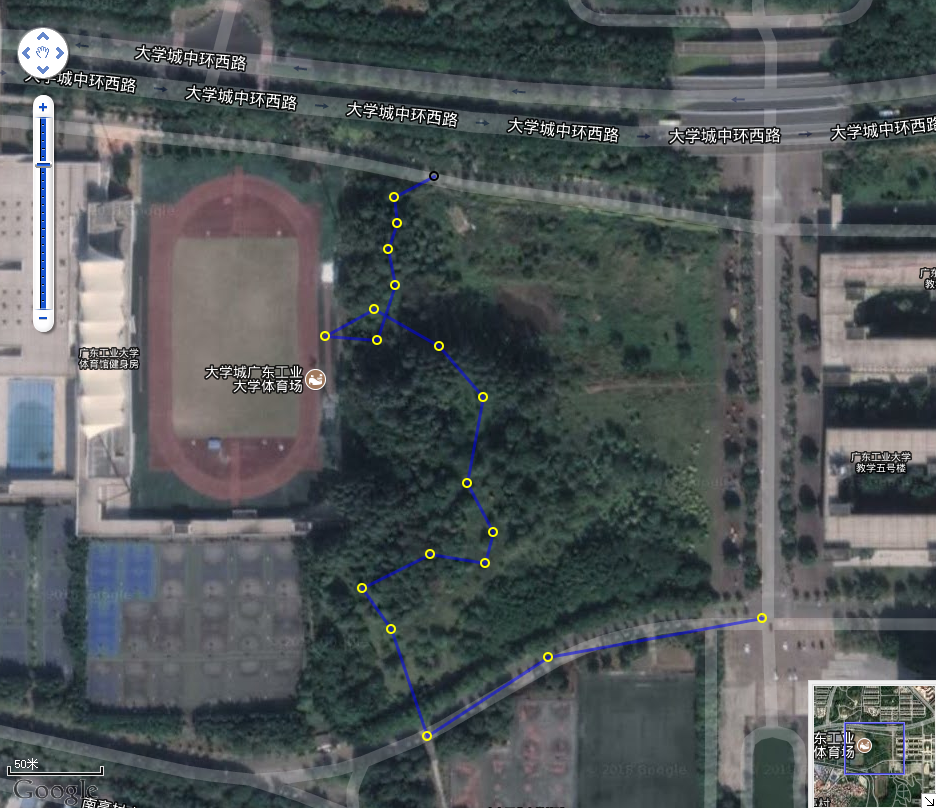 大学城中环西路
大学城中环西路
大学城中环西路
大学城中环西路
大学城中环西路
大学城中环西路
大学城中环西路
广东工业大学
体育馆健身房
大学城广东工业
大学体育场
广东工业大学
教学五号楼
50米
Google
南亭村
东工业
体育场
村